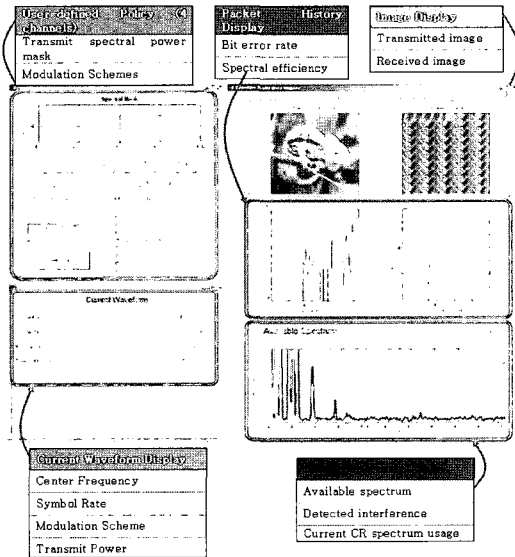 User-defined Policy (4
channels)
Transmit spectral power
mask
Modulation Schemes
Packet History
Display
Bit error rate
Spectral efficiency
Image Display
Transmitted image
Received image
Current Waveform
Available Spectrum
Current Waveform Display
Center Frequency
Symbol Rate
Modulation Scheme
Transmit Power
Available spectrum
Detected interference
Current CR spectrum usage